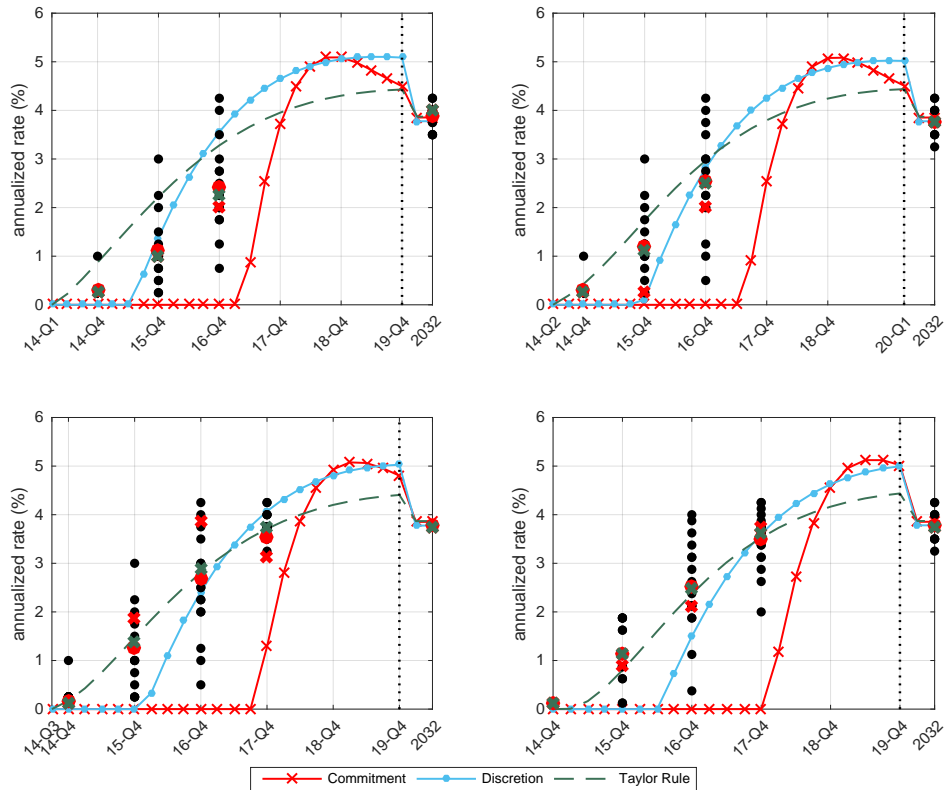 6
5
4
3
2
1
0
annualized rate (%)
14-Q1
14-Q4
15-Q4
16-Q4
17-Q4
18-Q4
19-Q4
2032
6
5
4
3
2
1
0
annualized rate (%)
14-Q2
14-Q4
15-Q4
16-Q4
17-Q4
18-Q4
20-Q1
2032
6
5
4
3
2
1
0
annualized rate (%)
14-Q3
14-Q4
15-Q4
16-Q4
17-Q4
18-Q4
19-Q4
2032
6
5
4
3
2
1
0
annualized rate (%)
14-Q4
15-Q4
16-Q4
17-Q4
18-Q4
19-Q4
2032
Commitment Discretion Taylor Rule